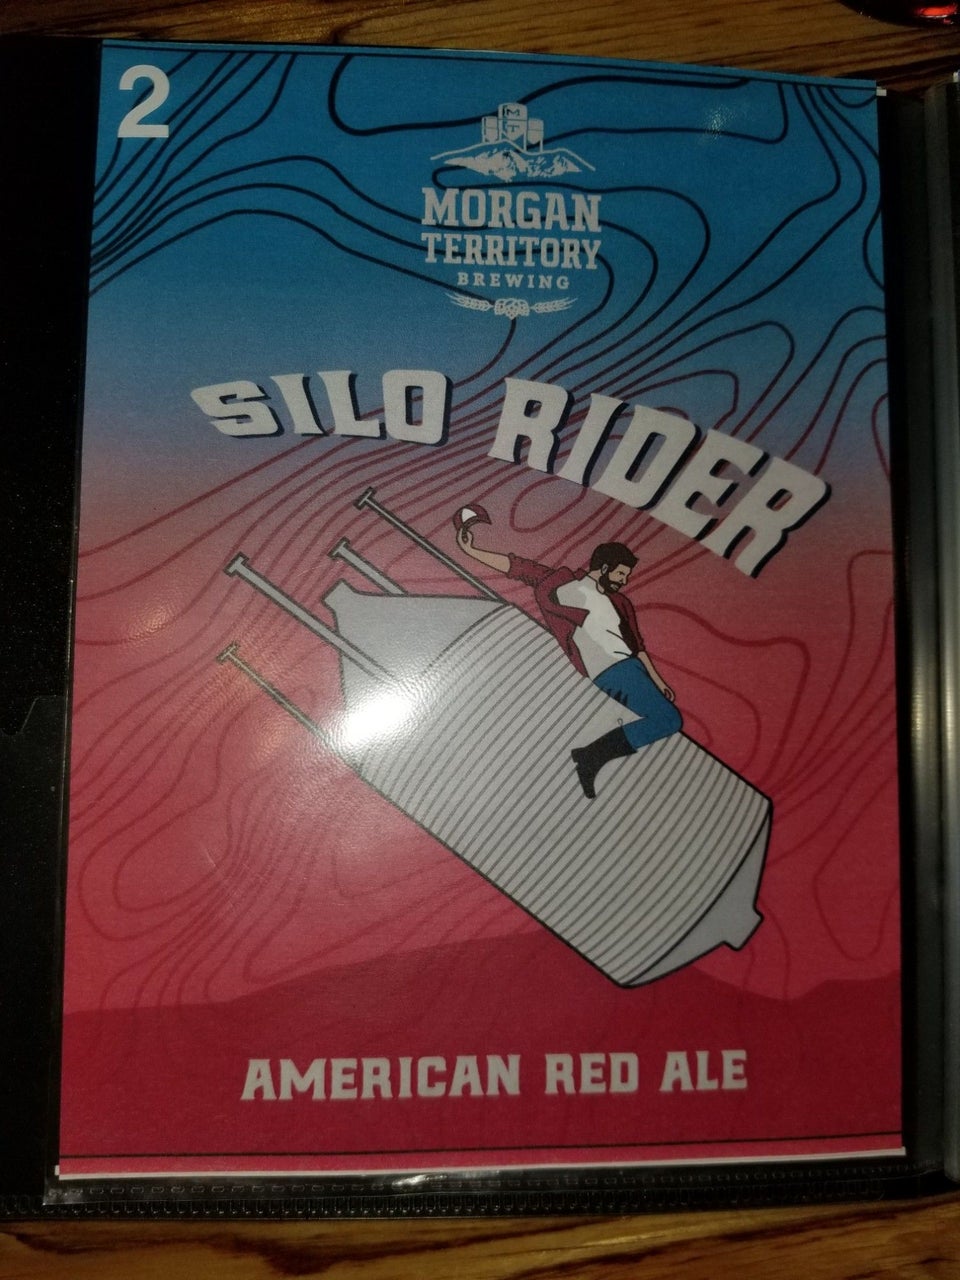 2
M
T
MORGAN
TERRITORY
BREWING
SILO RIDER
AMERICAN RED ALE